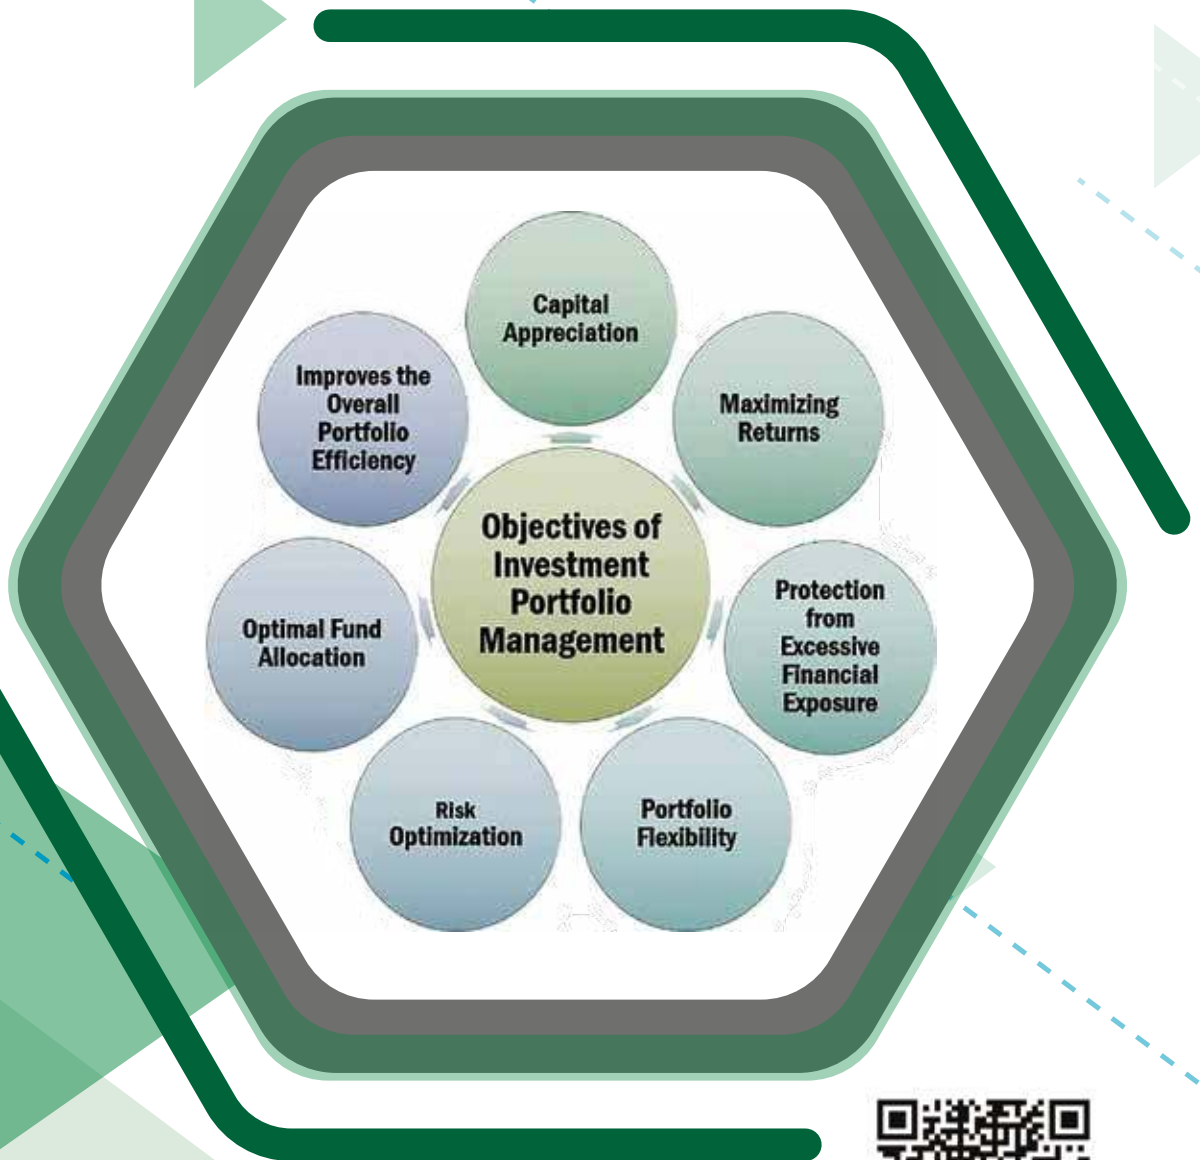 Capital
Appreciation
Maximizing
Returns
Protection
from
Excessive
Financial
Exposure
Portfolio
Flexibility
Risk
Optimization
Optimal Fund
Allocation
Improves the
Overall
Portfolio
Efficiency
Objectives of
Investment
Portfolio
Management